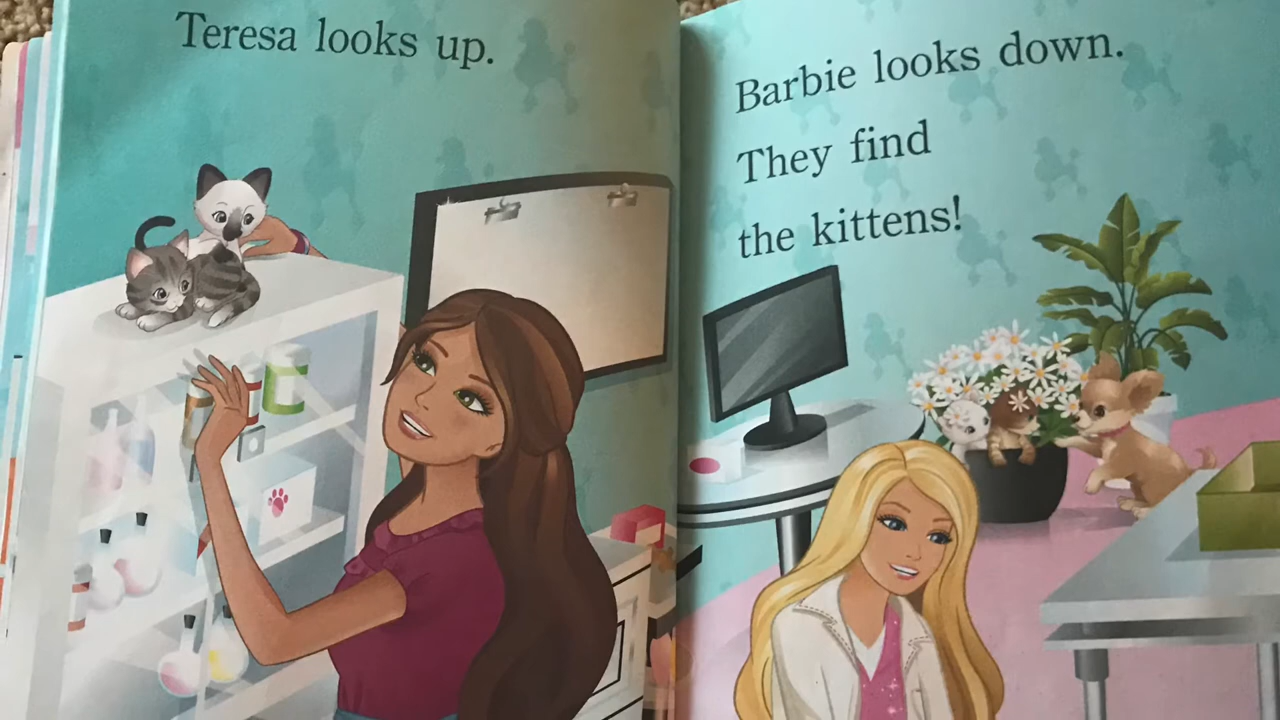 Teresa looks up.
Barbie looks down.
They find
the kittens!